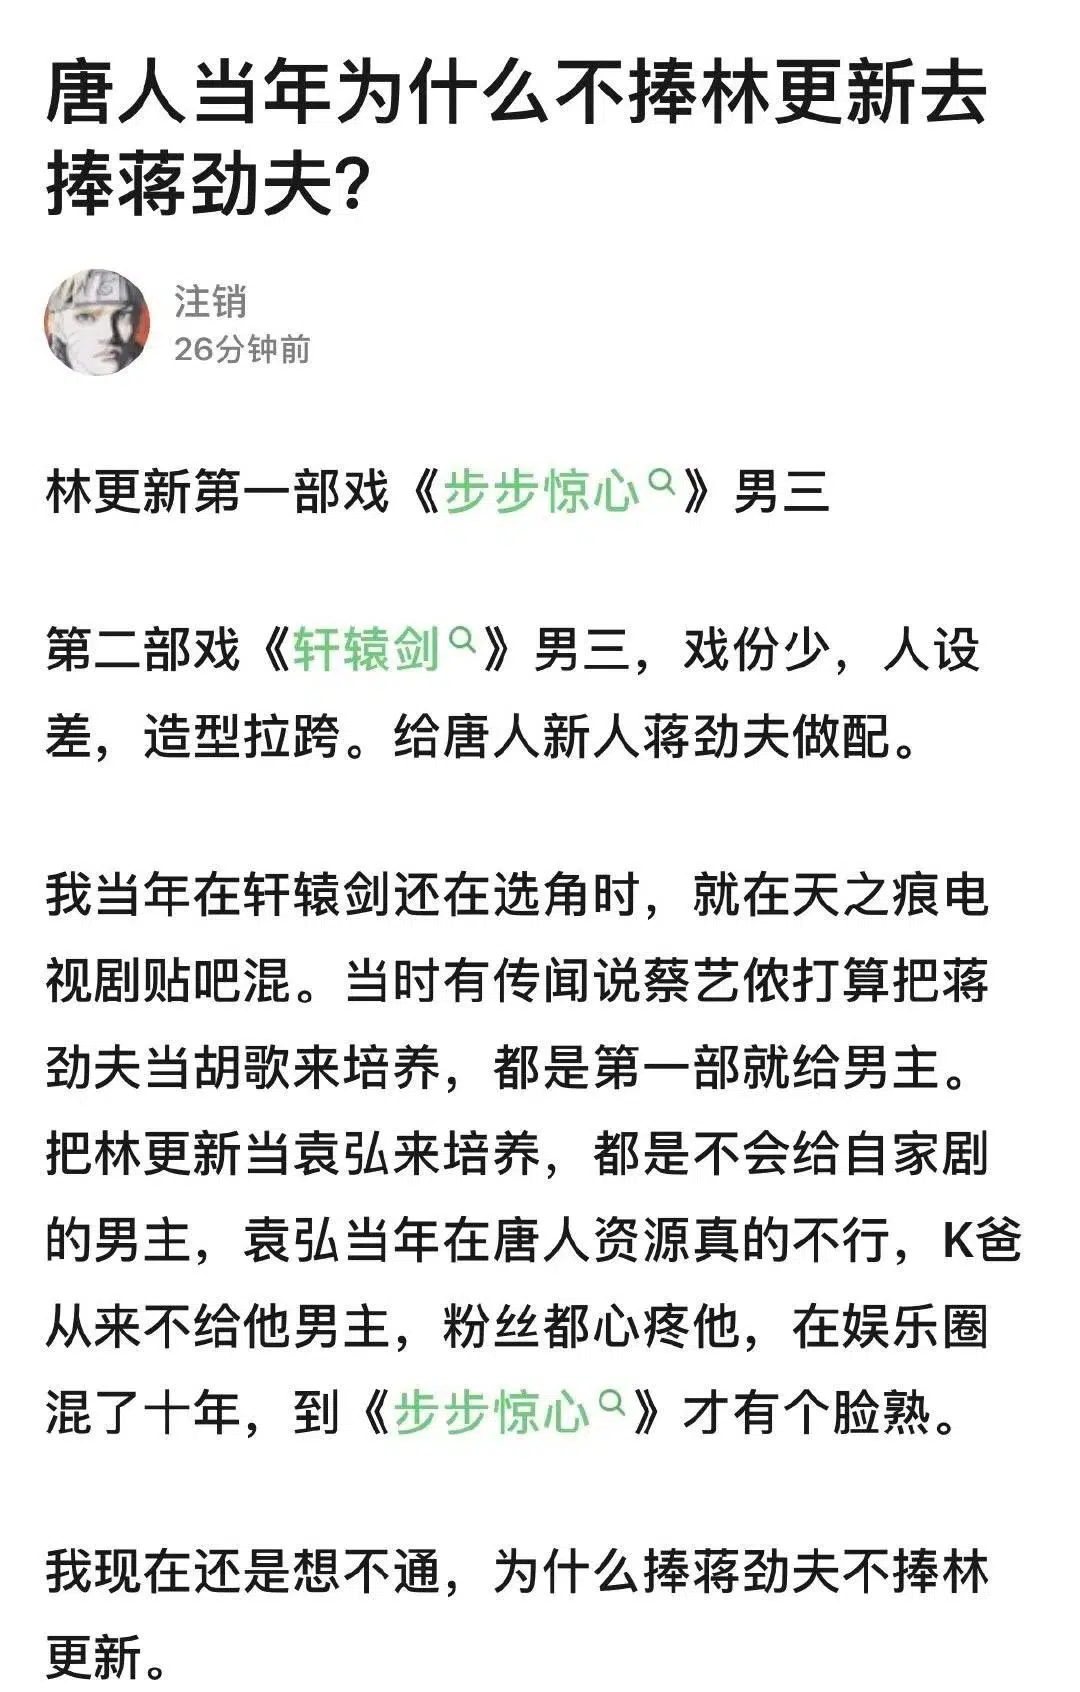 唐人当年为什么不捧林更新去
捧蒋劲夫?
注销
26分钟前
林更新第一部戏《步步惊心》男三
第二部戏《轩辕剑》男三，戏份少，人设
差，造型拉跨。给唐人新人蒋劲夫做配。
我当年在轩辕剑还在选角时，就在天之痕电
视剧贴吧混。当时有传闻说蔡艺侬打算把蒋
劲夫当胡歌来培养，都是第一部就给男主。
把林更新当袁弘来培养，都是不会给自家剧
的男主，袁弘当年在唐人资源真的不行，K爸
从来不给他男主，粉丝都心疼他，在娱乐圈
混了十年，到《步步惊心》才有个脸熟。
我现在还是想不通，为什么捧蒋劲夫不捧林
更新。